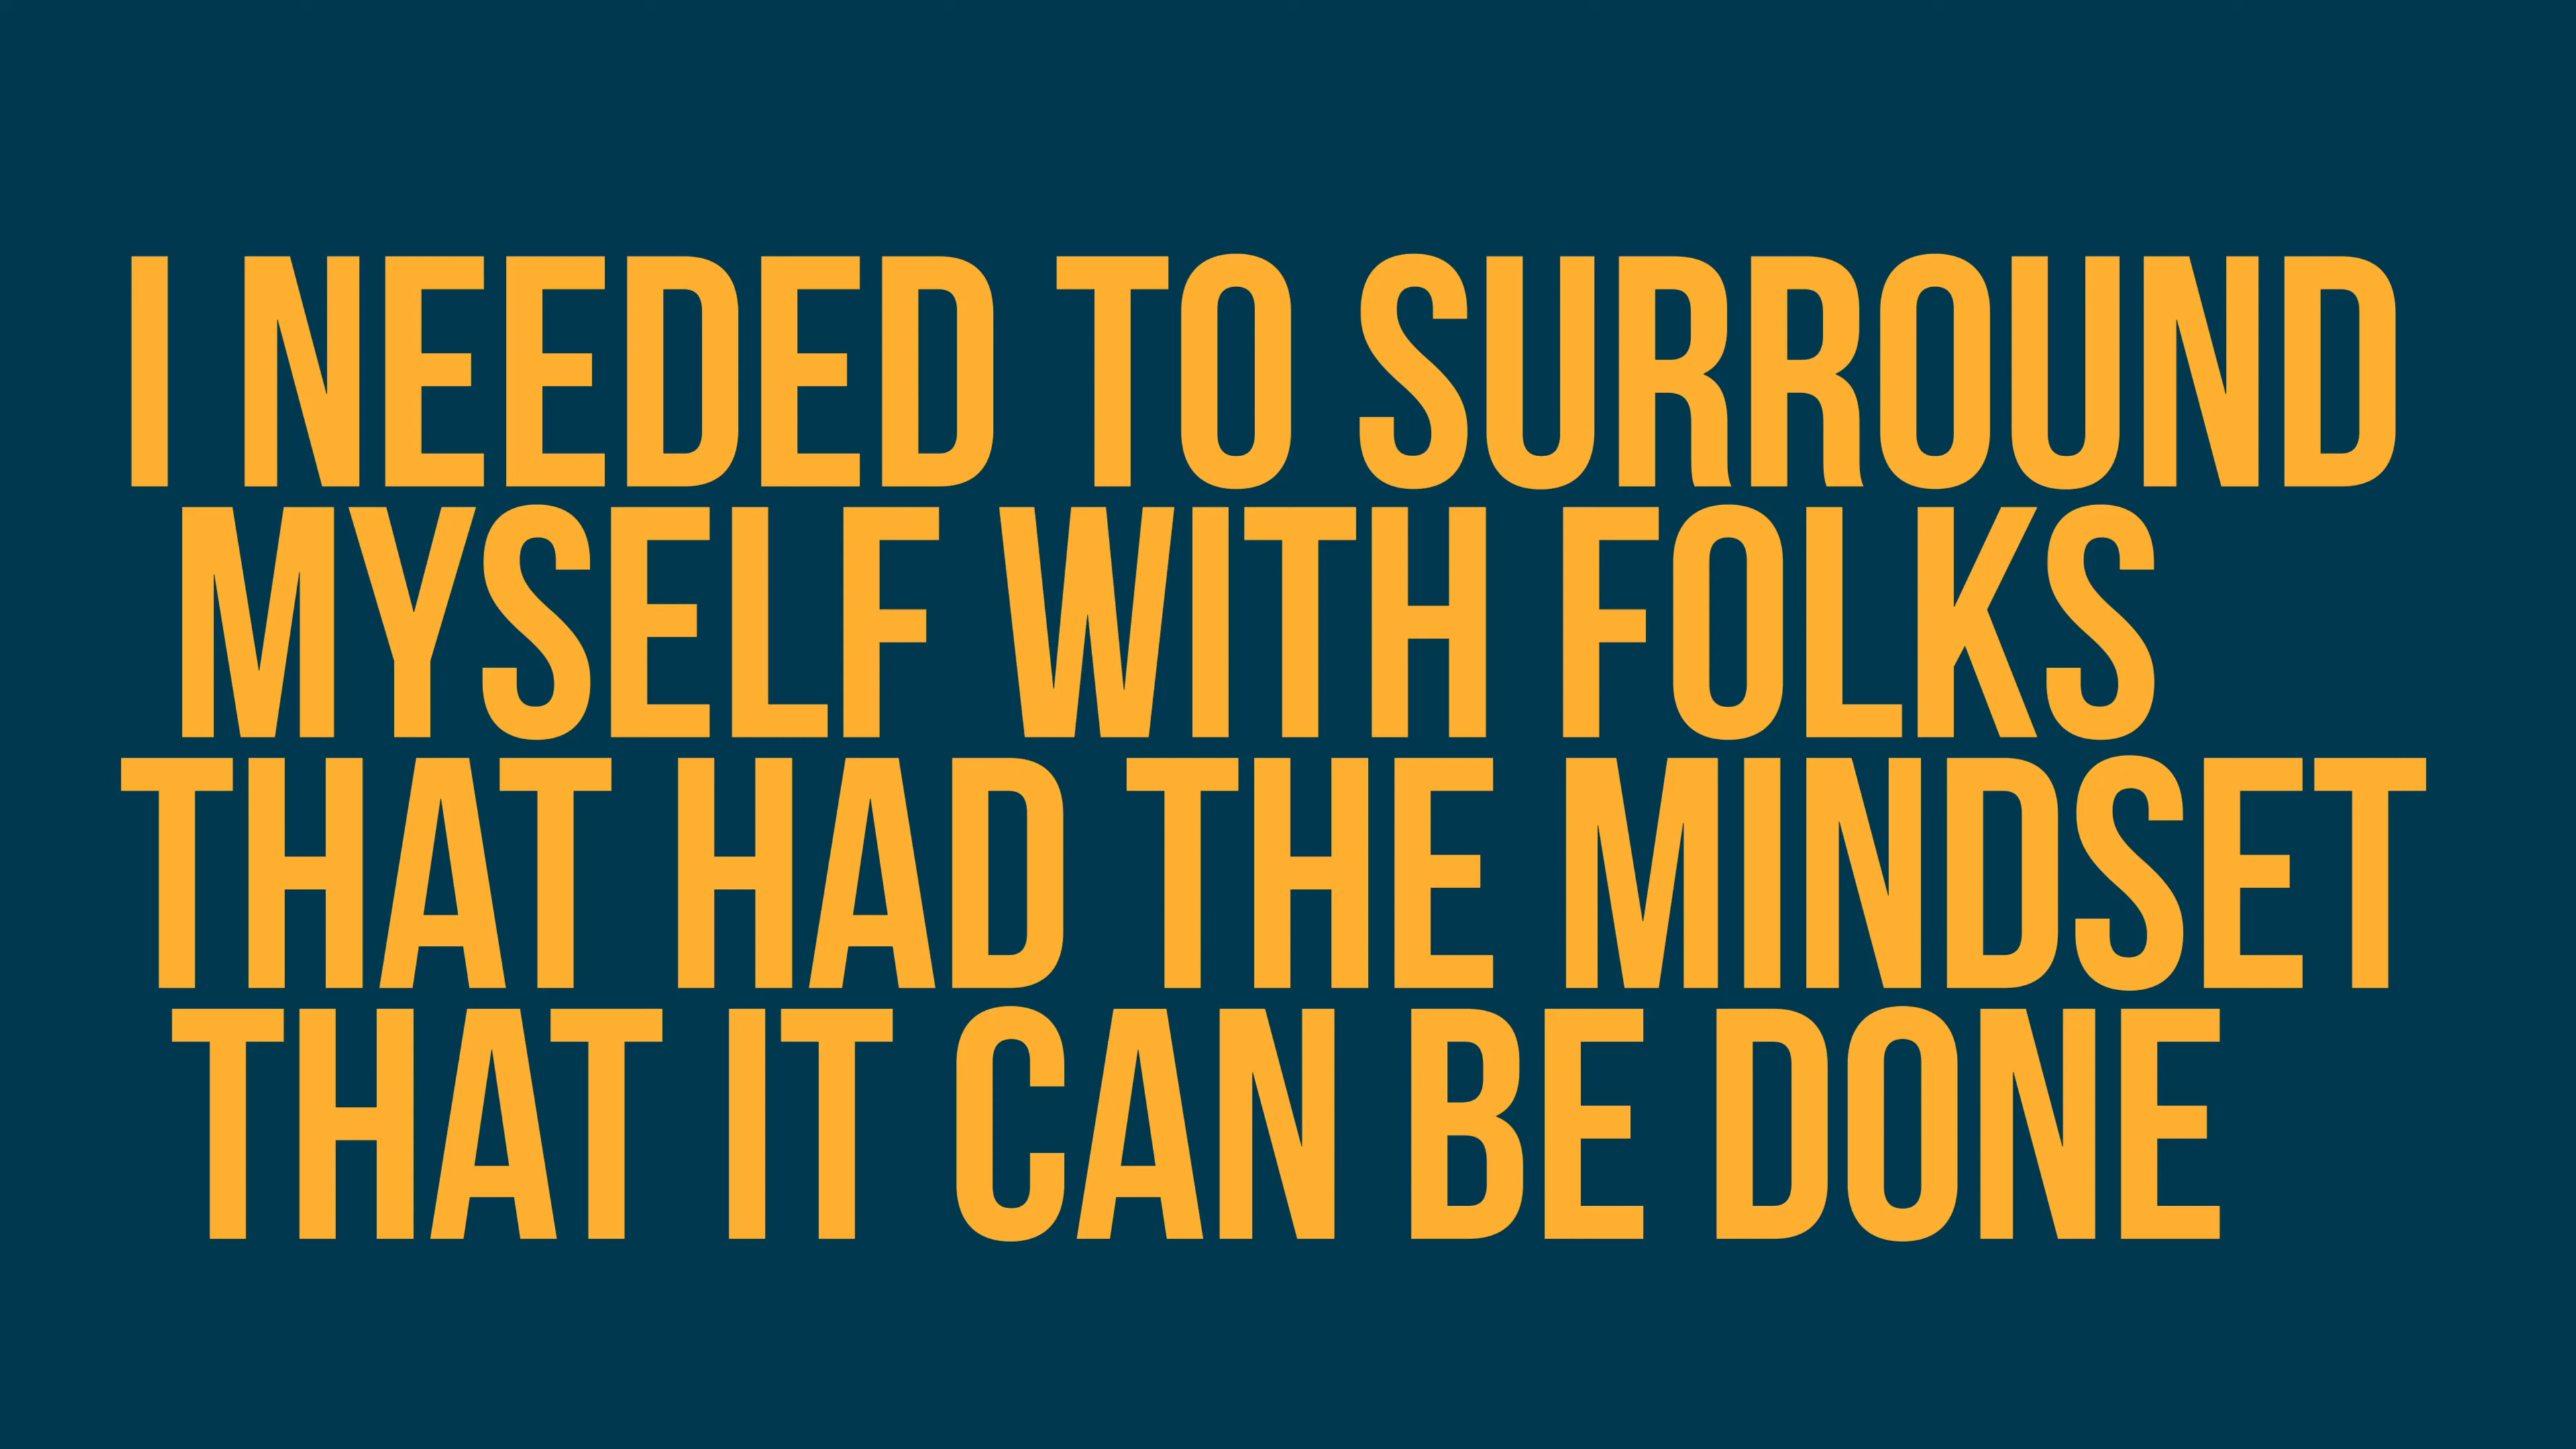 I NEEDED TO SURROUND
MYSELF WITH FOLKS
THAT HAD THE MINDSET
THAT IT CAN BE DONE